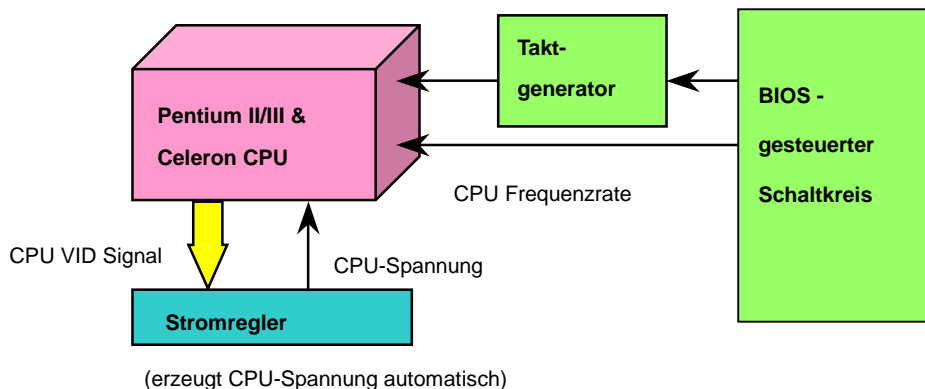 Takt-
generator
BIOS -
gesteuerter
Schaltkreis
Pentium II/III &
Celeron CPU
CPU Frequenzrate
CPU VID Signal
CPU-Spannung
Stromregler
(erzeugt CPU-Spannung automatisch)